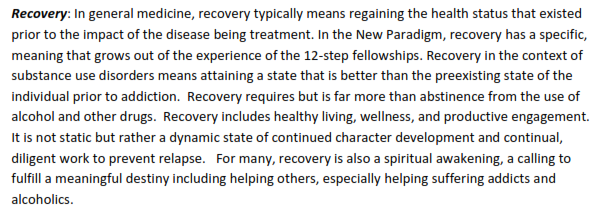 Recovery: In general medicine, recovery typically means regaining the health status that existed
prior to the impact of the disease being treatment. In the New Paradigm, recovery has a specific,
meaning that grows out of the experience of the 12-step fellowships. Recovery in the context of
substance use disorders means attaining a state that is better than the preexisting state of the
individual prior to addiction.  Recovery requires but is far more than abstinence from the use of
alcohol and other drugs.  Recovery includes healthy living, wellness, and productive engagement.
It is not static but rather a dynamic state of continued character development and continual,
diligent work to prevent relapse.   For many, recovery is also a spiritual awakening, a calling to
fulfill a meaningful destiny including helping others, especially helping suffering addicts and
alcoholics.